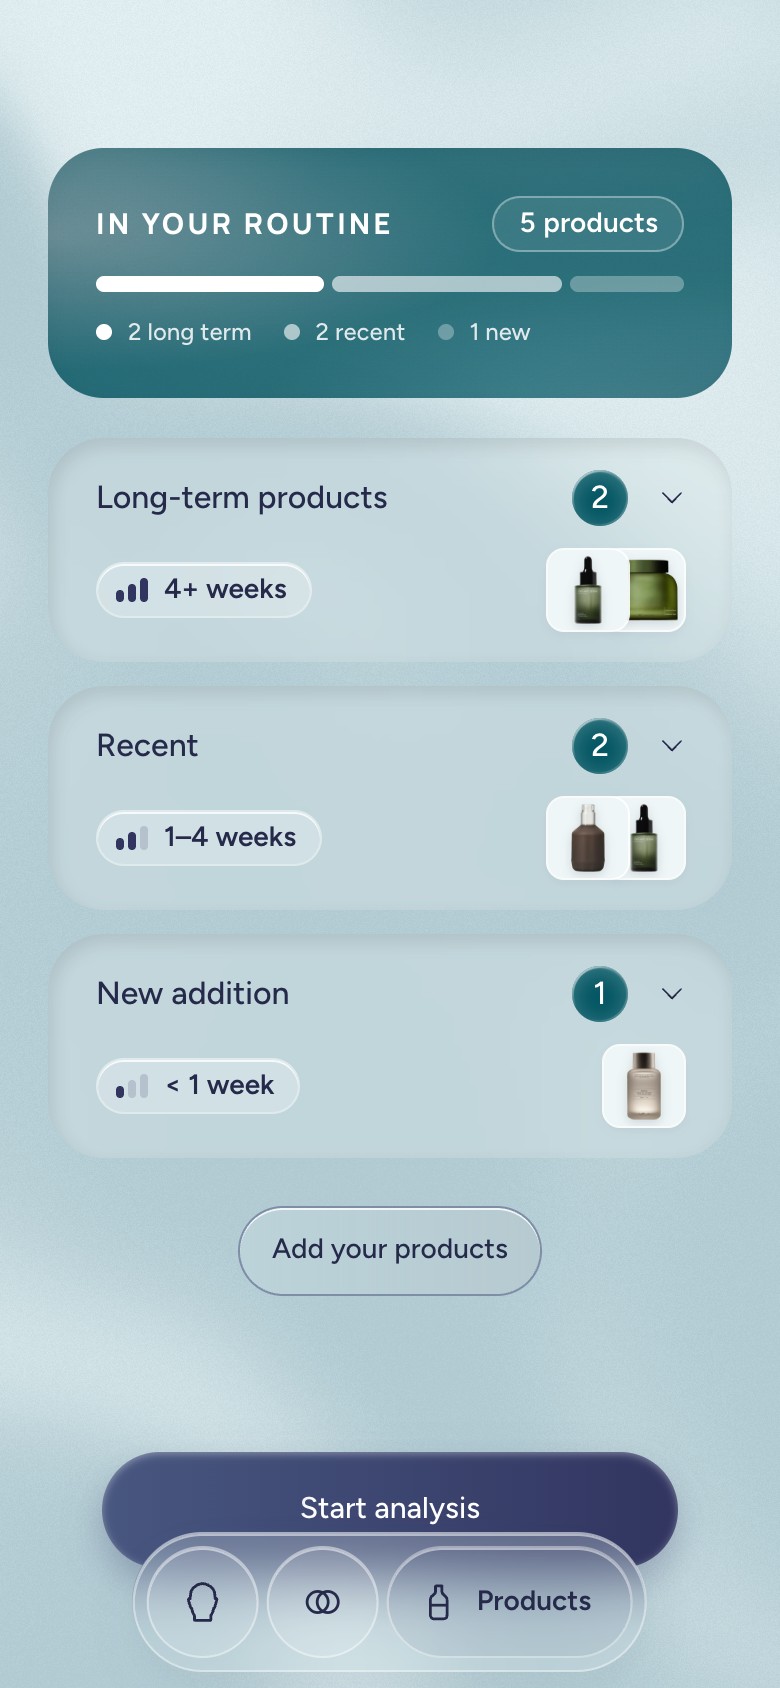 IN YOUR ROUTINE
5 products
2 long term
2 recent
1 new
Long-term products
2
4+ weeks
Recent
2
1–4 weeks
New addition
1
< 1 week
Add your products
Start analysis
Products